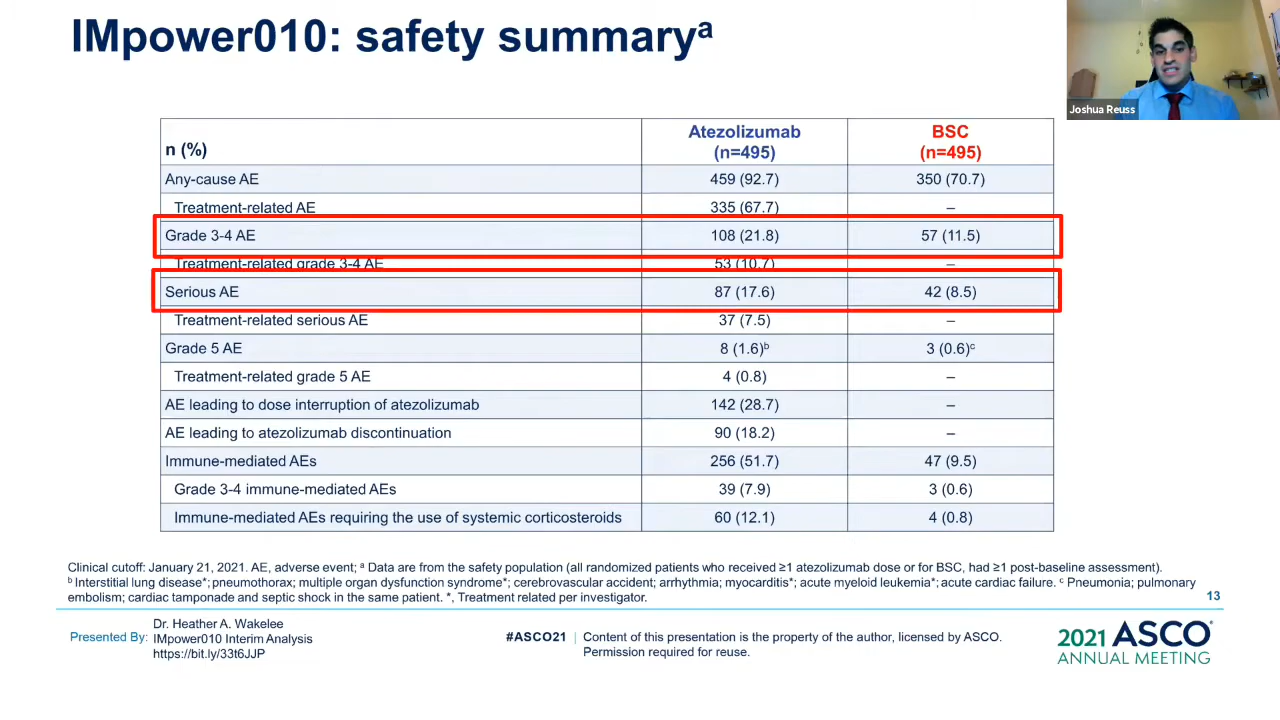 IMpower010: safety summaryᵃ
Joshua Reuss
n (%)
Atezolizumab
(n=495)
BSC
(n=495)
Any-cause AE 459 (92.7) 350 (70.7)
Treatment-related AE 335 (67.7) –
Grade 3-4 AE 108 (21.8) 57 (11.5)
Treatment-related grade 3-4 AE 53 (10.7) –
Serious AE 87 (17.6) 42 (8.5)
Treatment-related serious AE 37 (7.5) –
Grade 5 AE 8 (1.6)ᵇ 3 (0.6)ᶜ
Treatment-related grade 5 AE 4 (0.8) –
AE leading to dose interruption of atezolizumab 142 (28.7) –
AE leading to atezolizumab discontinuation 90 (18.2) –
Immune-mediated AEs 256 (51.7) 47 (9.5)
Grade 3-4 immune-mediated AEs 39 (7.9) 3 (0.6)
Immune-mediated AEs requiring the use of systemic corticosteroids 60 (12.1) 4 (0.8)
Clinical cutoff: January 21, 2021. AE, adverse event; ᵃ Data are from the safety population (all randomized patients who received ≥1 atezolizumab dose or for BSC, had ≥1 post-baseline assessment).
ᵇ Interstitial lung disease*; pneumothorax; multiple organ dysfunction syndrome*; cerebrovascular accident; arrhythmia; myocarditis*; acute myeloid leukemia*; acute cardiac failure. ᶜ Pneumonia; pulmonary
embolism; cardiac tamponade and septic shock in the same patient. *, Treatment related per investigator.
13
Presented By:
Dr. Heather A. Wakelee
IMpower010 Interim Analysis
https://bit.ly/33t6JJP
#ASCO21 | Content of this presentation is the property of the author, licensed by ASCO.
Permission required for reuse.
2021 ASCO®
ANNUAL MEETING